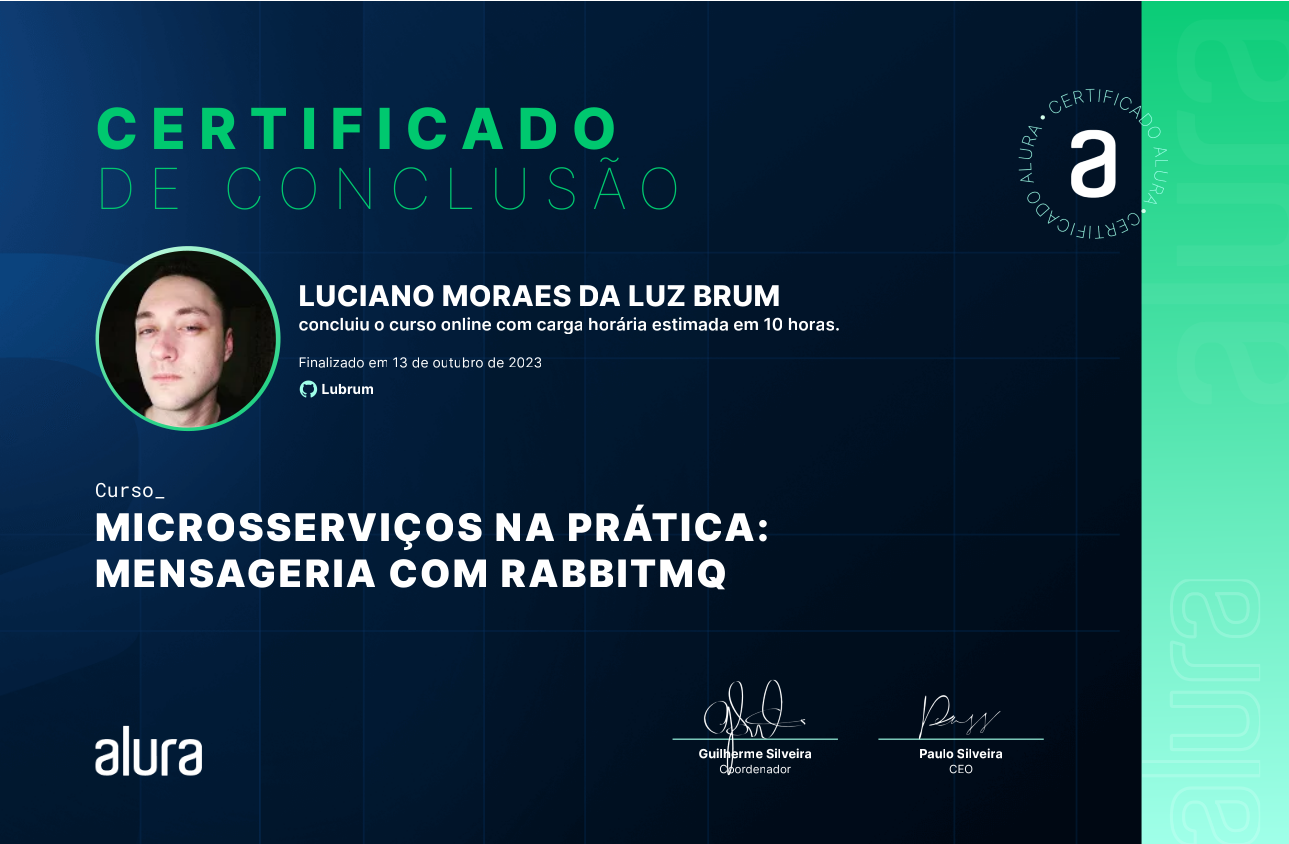 CERTIFICADO
DE CONCLUSÃO
CERTIFICADO ALURA • CERTIFICADO ALURA •
a
LUCIANO MORAES DA LUZ BRUM
concluiu o curso online com carga horária estimada em 10 horas.
Finalizado em 13 de outubro de 2023
Lubrum
Curso_
MICROSSERVIÇOS NA PRÁTICA:
MENSAGERIA COM RABBITMQ
alura
Guilherme Silveira
Coordenador
Paulo Silveira
CEO
alura
alura